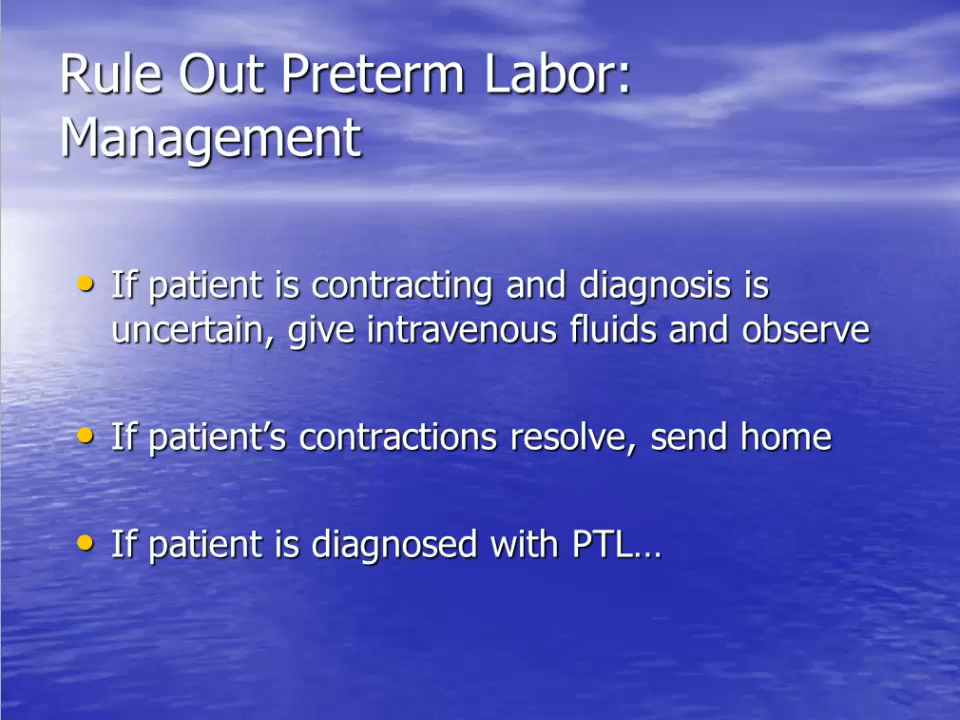 Rule Out Preterm Labor:
Management
• If patient is contracting and diagnosis is
uncertain, give intravenous fluids and observe
• If patient’s contractions resolve, send home
• If patient is diagnosed with PTL…